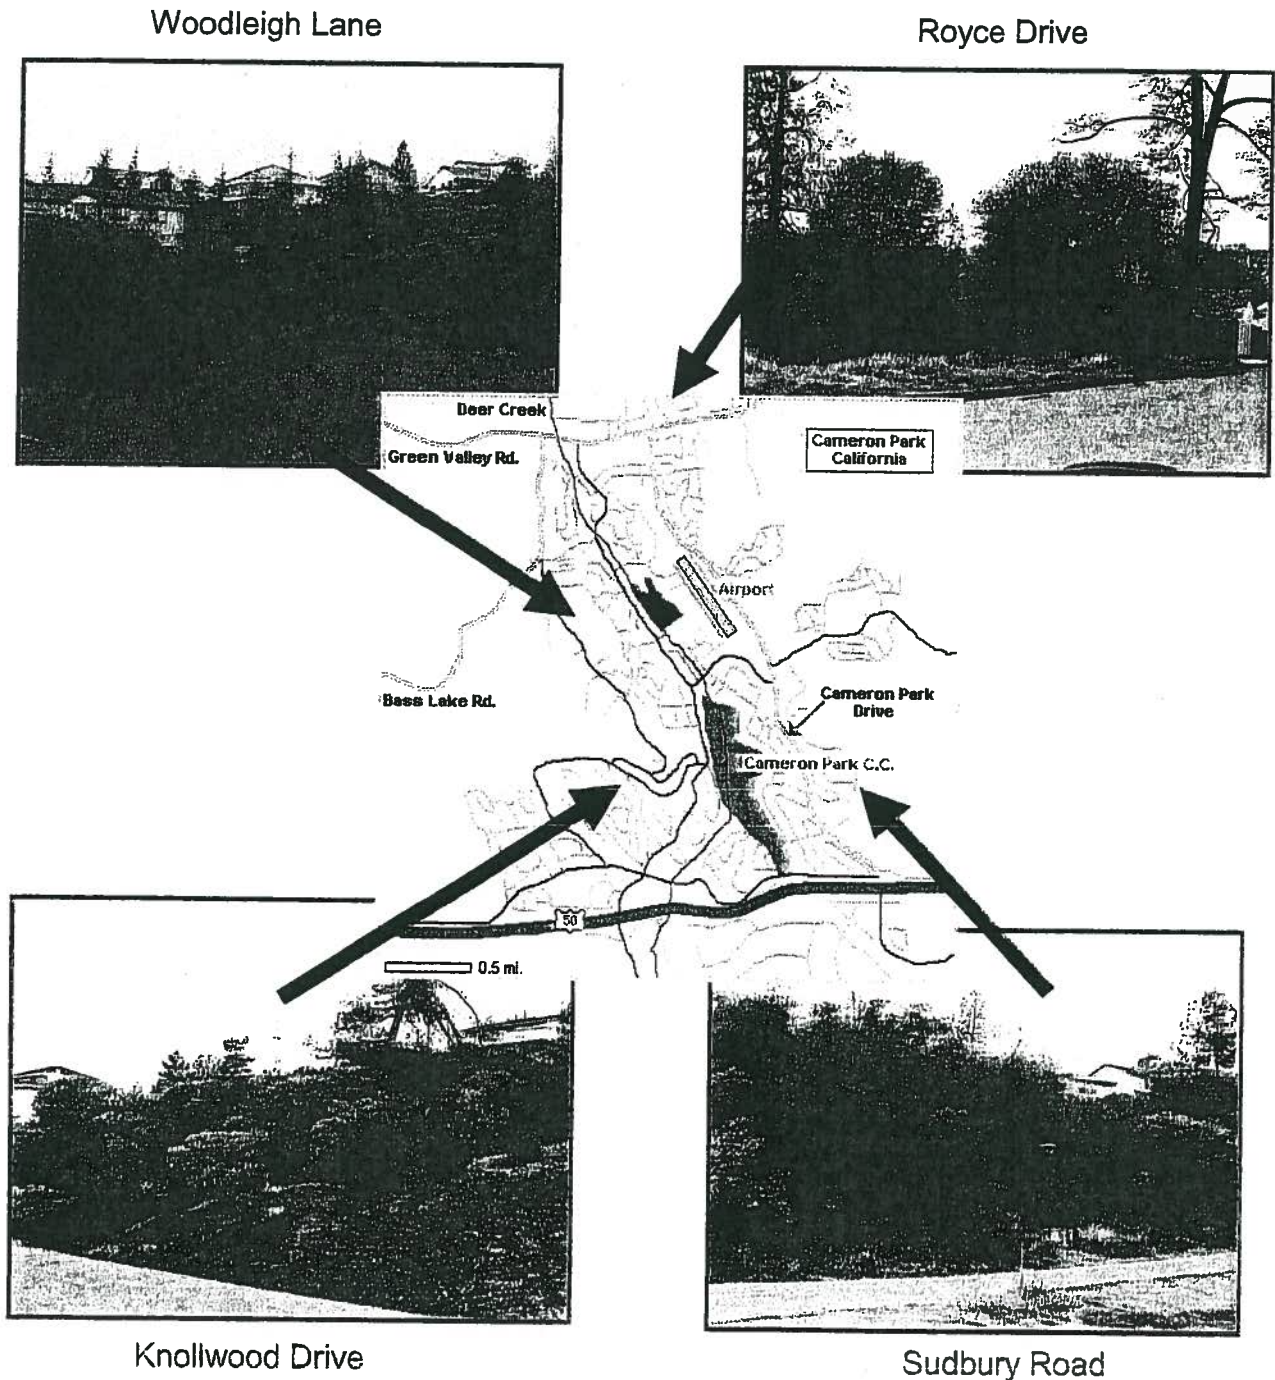 Woodleigh Lane
Royce Drive
Deer Creek
Green Valley Rd.
Cameron Park
California
Airport
Bass Lake Rd.
Cameron Park
Drive
Cameron Park C.C.
50
0.5 mi.
Knollwood Drive
Sudbury Road